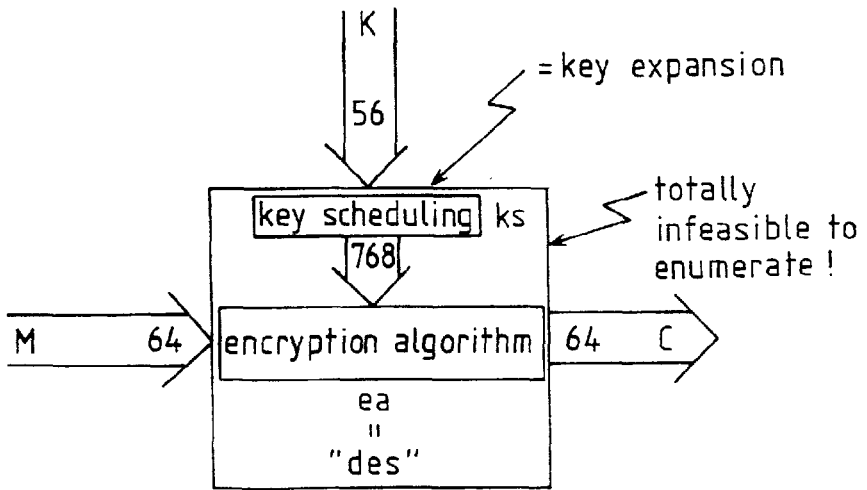 K
= key expansion
56
key scheduling ks
totally
infeasible to
enumerate !
768
M 64 encryption algorithm 64 C
ea
=
"des"